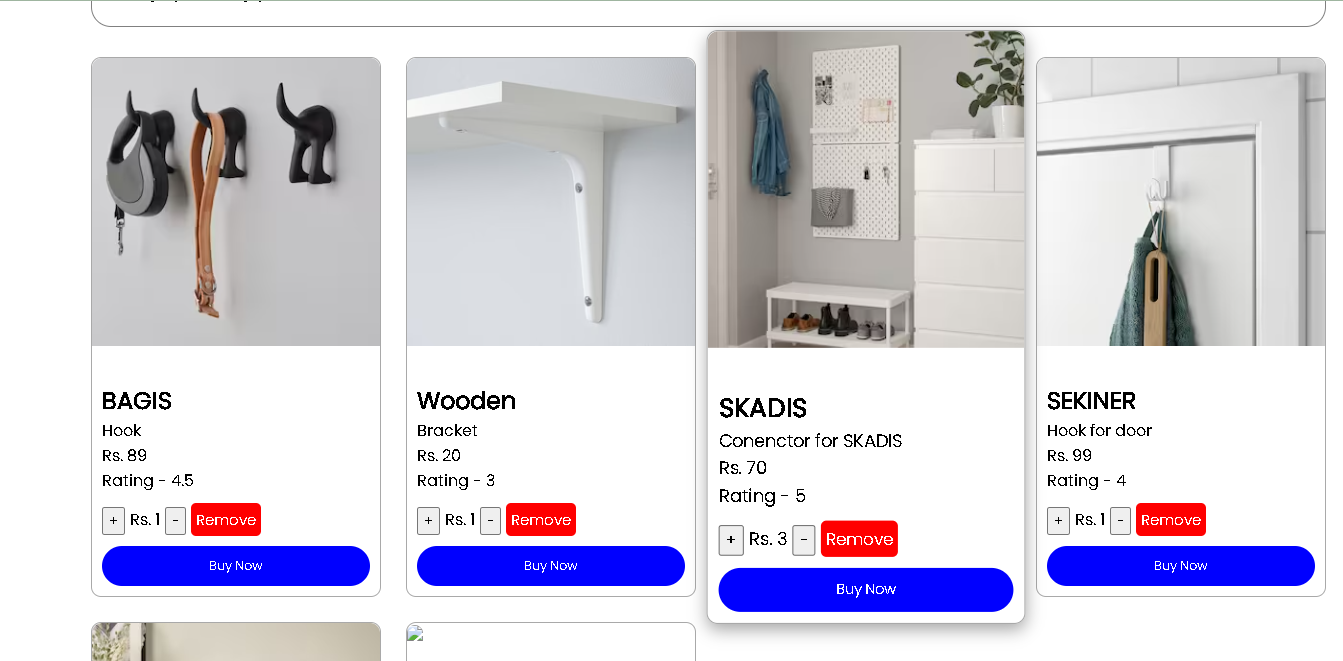 BAGIS
Hook
Rs. 89
Rating - 4.5
+ Rs. 1 - Remove
Buy Now
Wooden
Bracket
Rs. 20
Rating - 3
+ Rs. 1 - Remove
Buy Now
SKADIS
Conenctor for SKADIS
Rs. 70
Rating - 5
+ Rs. 3 - Remove
Buy Now
SEKINER
Hook for door
Rs. 99
Rating - 4
+ Rs. 1 - Remove
Buy Now